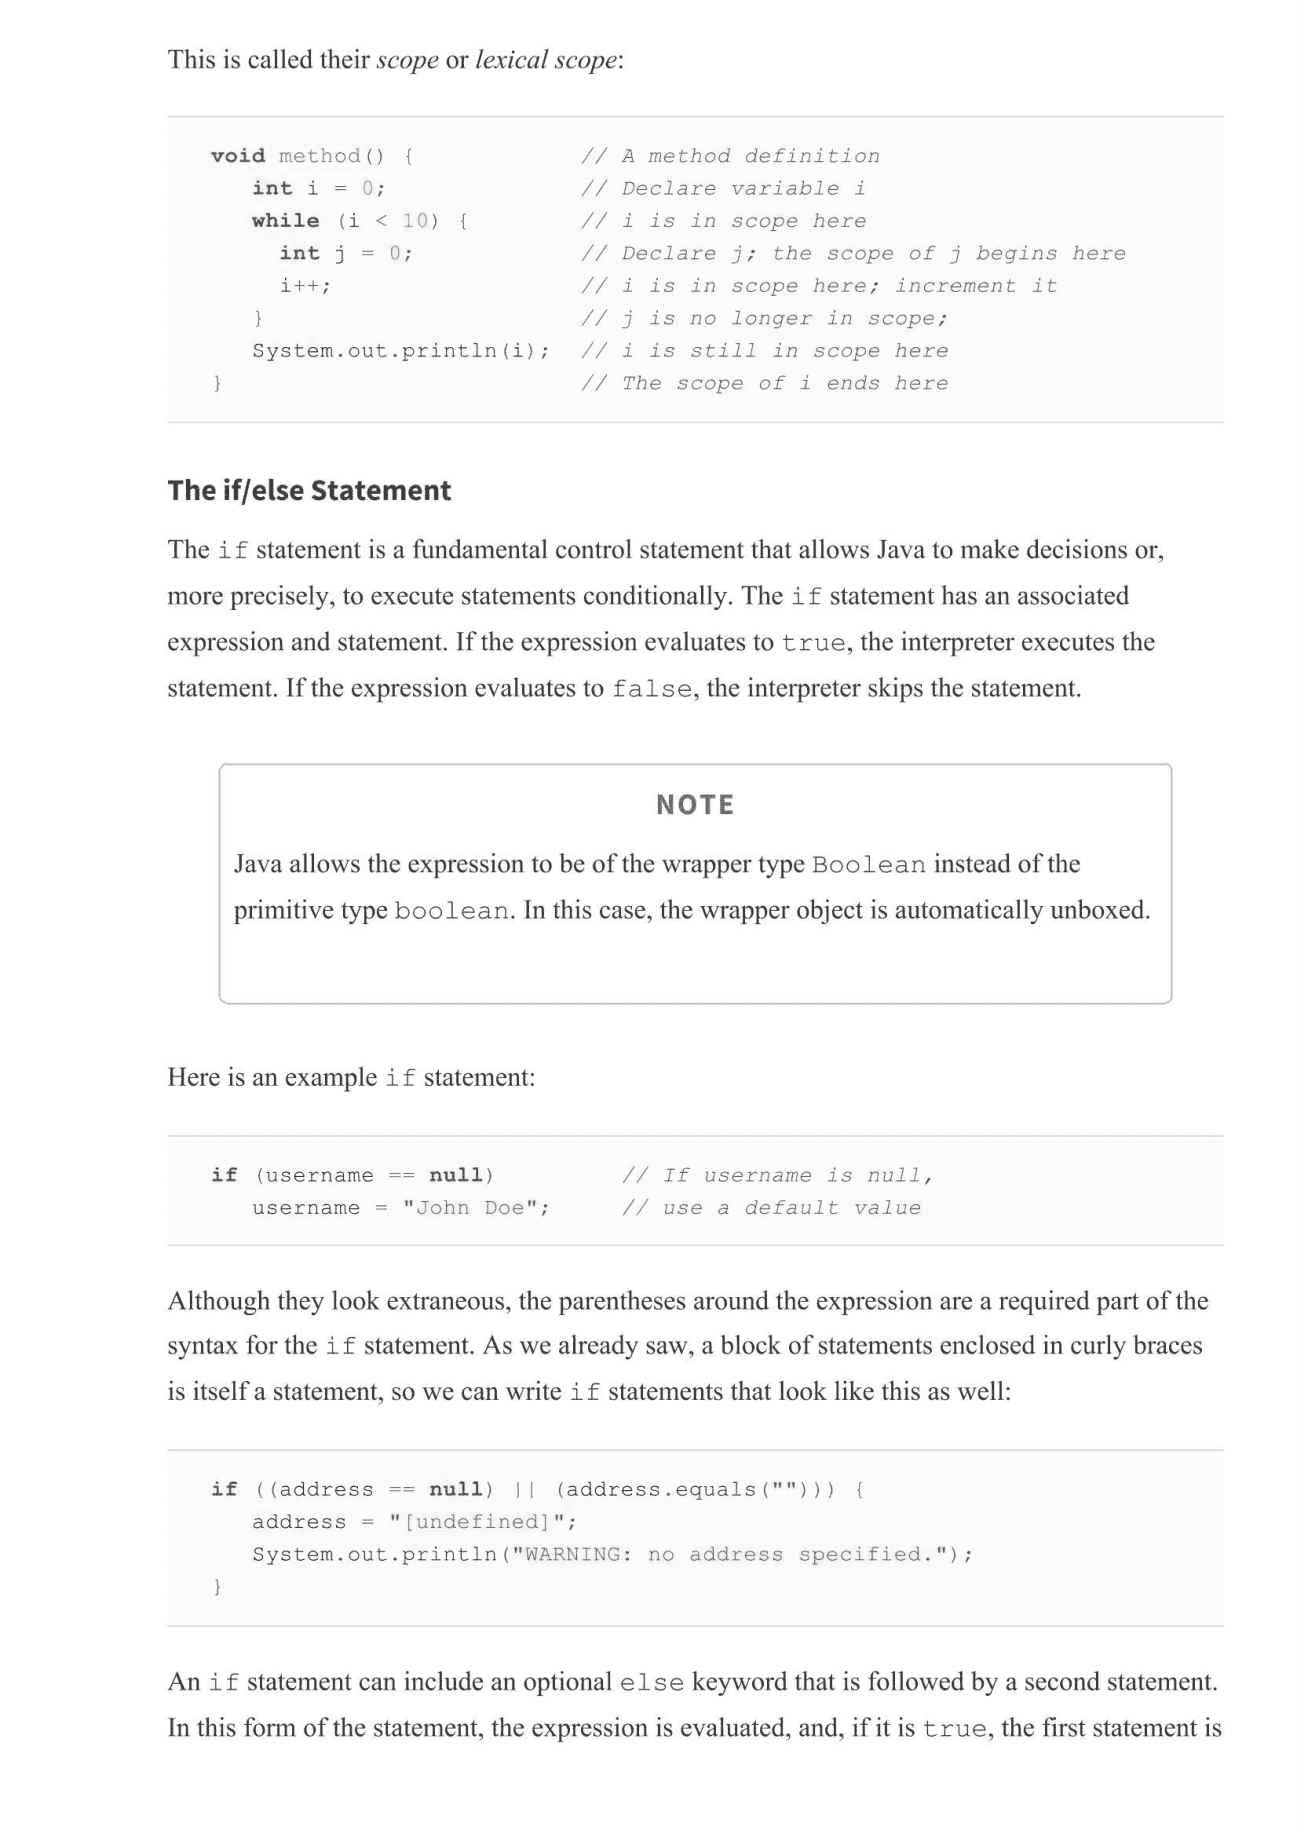 This is called their scope or lexical scope:
void method() {                // A method definition
   int i = 0;                  // Declare variable i
   while (i < 10) {            // i is in scope here
     int j = 0;                // Declare j; the scope of j begins here
     i++;                      // i is in scope here; increment it
   }                           // j is no longer in scope;
   System.out.println(i);      // i is still in scope here
}                              // The scope of i ends here
The if/else Statement
The if statement is a fundamental control statement that allows Java to make decisions or,
more precisely, to execute statements conditionally. The if statement has an associated
expression and statement. If the expression evaluates to true, the interpreter executes the
statement. If the expression evaluates to false, the interpreter skips the statement.
NOTE
Java allows the expression to be of the wrapper type Boolean instead of the
primitive type boolean. In this case, the wrapper object is automatically unboxed.
Here is an example if statement:
if (username == null)          // If username is null,
   username = "John Doe";      // use a default value
Although they look extraneous, the parentheses around the expression are a required part of the
syntax for the if statement. As we already saw, a block of statements enclosed in curly braces
is itself a statement, so we can write if statements that look like this as well:
if ((address == null) || (address.equals(""))) {
   address = "[undefined]";
   System.out.println("WARNING: no address specified.");
}
An if statement can include an optional else keyword that is followed by a second statement.
In this form of the statement, the expression is evaluated, and, if it is true, the first statement is